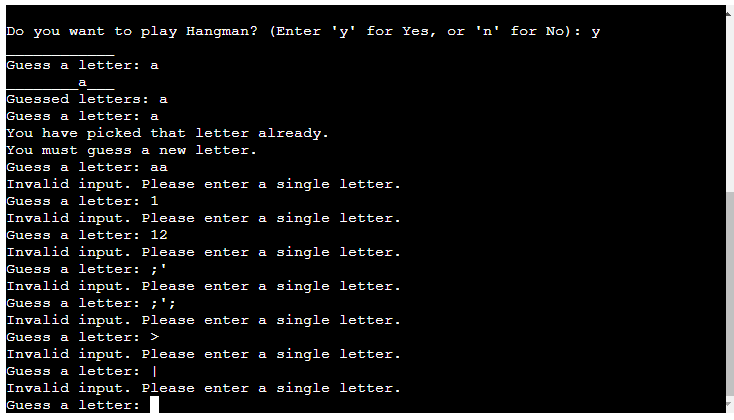 Do you want to play Hangman? (Enter 'y' for Yes, or 'n' for No): y
____________
Guess a letter: a
________a___
Guessed letters: a
Guess a letter: a
You have picked that letter already.
You must guess a new letter.
Guess a letter: aa
Invalid input. Please enter a single letter.
Guess a letter: 1
Invalid input. Please enter a single letter.
Guess a letter: 12
Invalid input. Please enter a single letter.
Guess a letter: ;'
Invalid input. Please enter a single letter.
Guess a letter: ;';
Invalid input. Please enter a single letter.
Guess a letter: >
Invalid input. Please enter a single letter.
Guess a letter: |
Invalid input. Please enter a single letter.
Guess a letter: